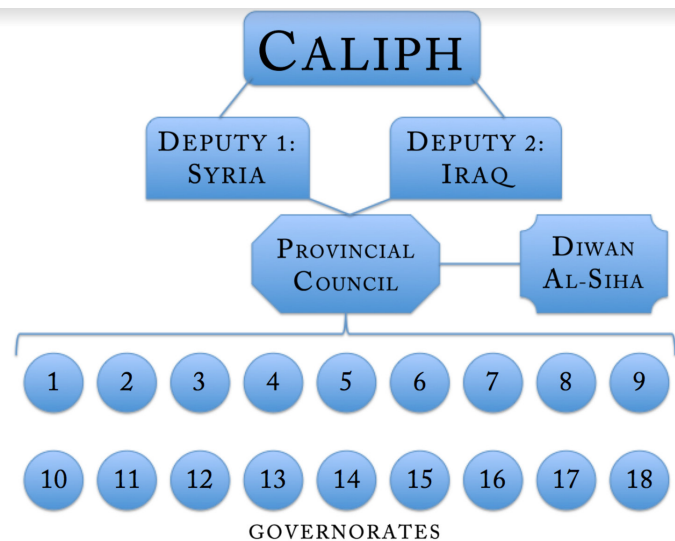 CALIPH
DEPUTY 1:
SYRIA
DEPUTY 2:
IRAQ
PROVINCIAL
COUNCIL
DIWAN
AL-SIHA
1 2 3 4 5 6 7 8 9
10 11 12 13 14 15 16 17 18
GOVERNORATES